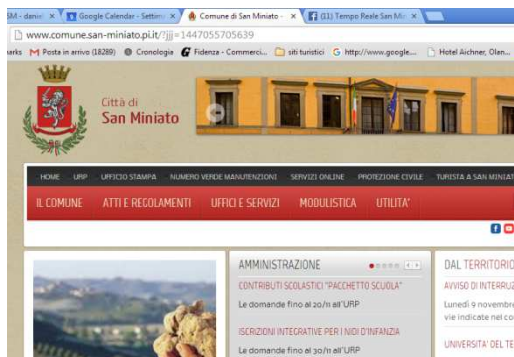 SM - daniel
Google Calendar - Settim
Comune di San Miniato -
(11) Tempo Reale San Mi
www.comune.san-miniato.pi.it/?jjj=1447055705639
arks
Posta in arrivo (18289)
Cronologia
Fidenza - Commerci...
siti turistici
http://www.google....
Hotel Aichner, Olan...
Città di
San Miniato
HOME
URP
UFFICIO STAMPA
NUMERO VERDE MANUTENZIONI
SERVIZI ONLINE
PROTEZIONE CIVILE
TURISTA A SAN MINIAT
IL COMUNE
ATTI E REGOLAMENTI
UFFICI E SERVIZI
MODULISTICA
UTILITA'
AMMINISTRAZIONE
CONTRIBUTI SCOLASTICI "PACCHETTO SCUOLA"
Le domande fino al 20/11 all'URP
ISCRIZIONI INTEGRATIVE PER I NIDI D'INFANZIA
Le domande fino al 30/11 all'URP
DAL TERRITORIO
AVVISO DI INTERRUZ
Lunedì 9 novembre
vie indicate nel co
UNIVERSITA' DEL TE